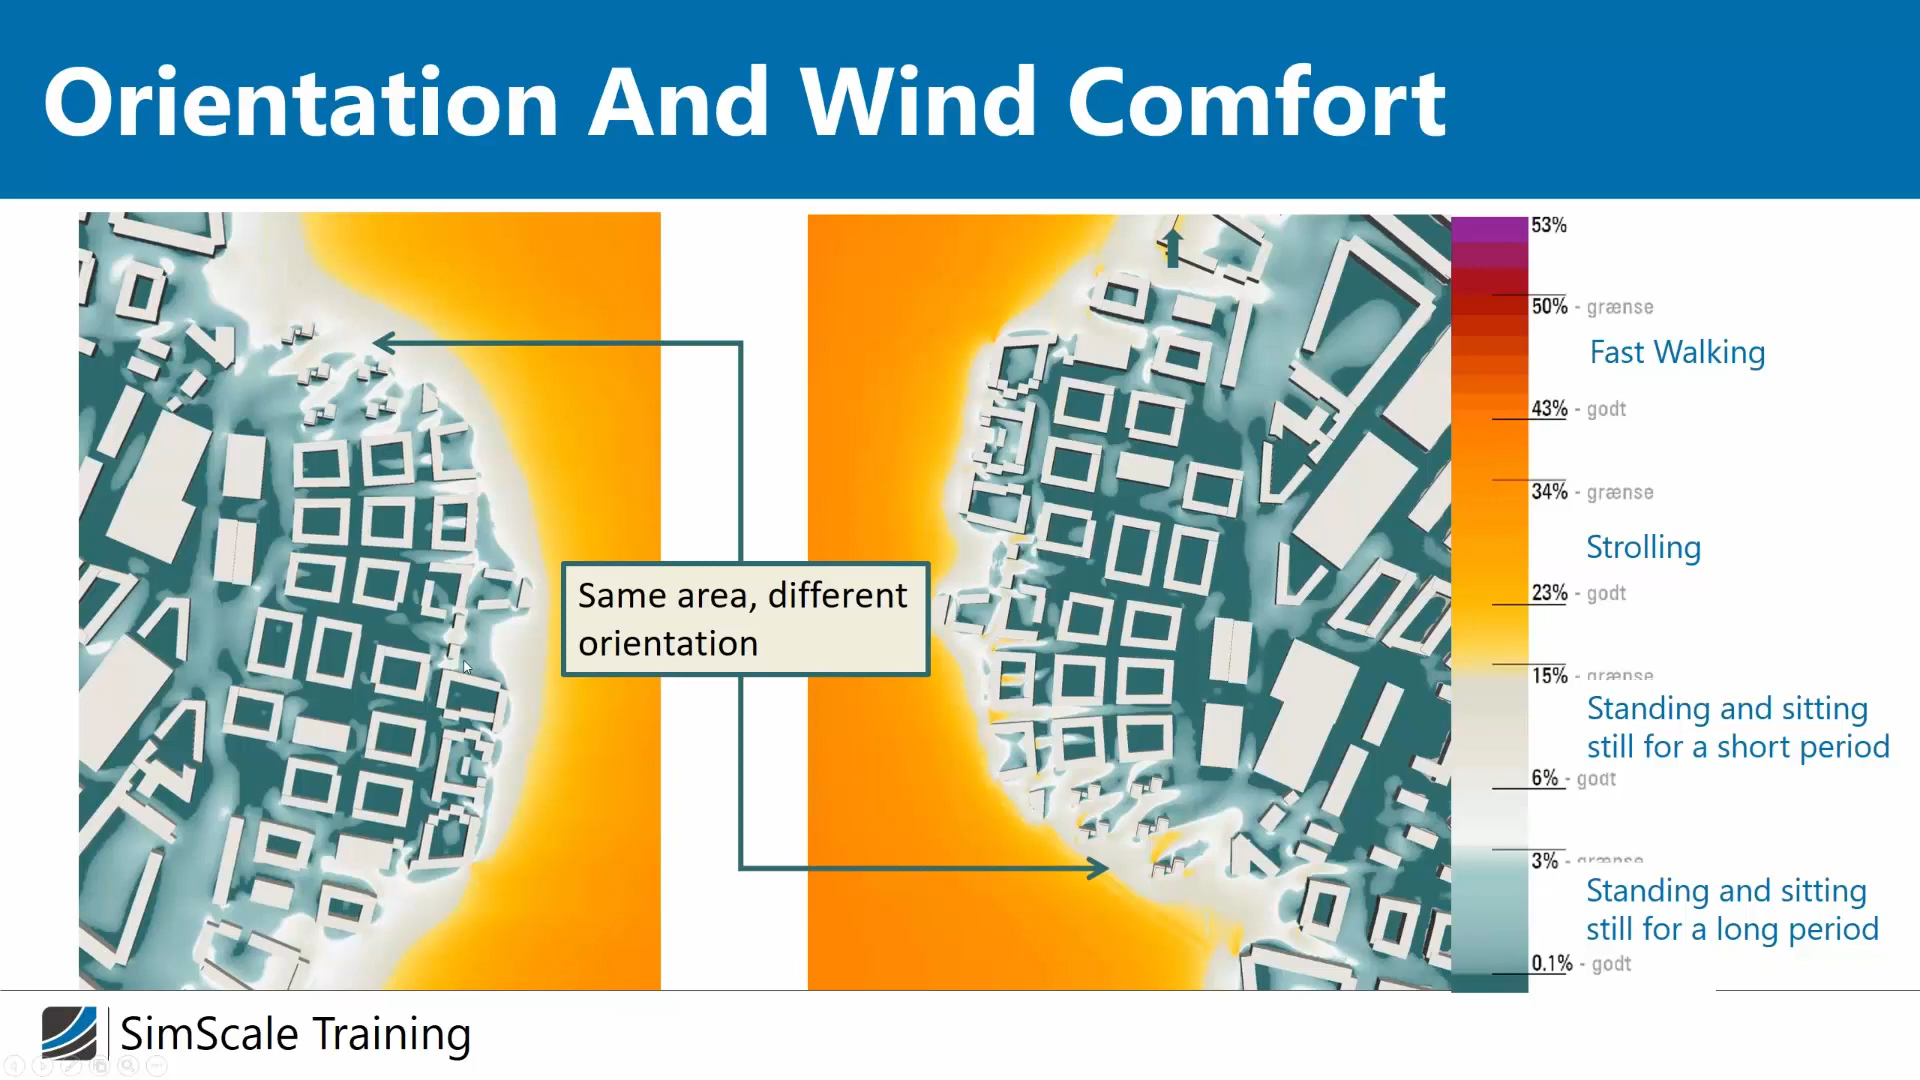 Orientation And Wind Comfort
Same area, different
orientation
53%
50% - grænse
Fast Walking
43% - godt
34% - grænse
Strolling
23% - godt
15% - grænse
Standing and sitting
still for a short period
6% - godt
3% - grænse
Standing and sitting
still for a long period
0.1% - godt
SimScale Training